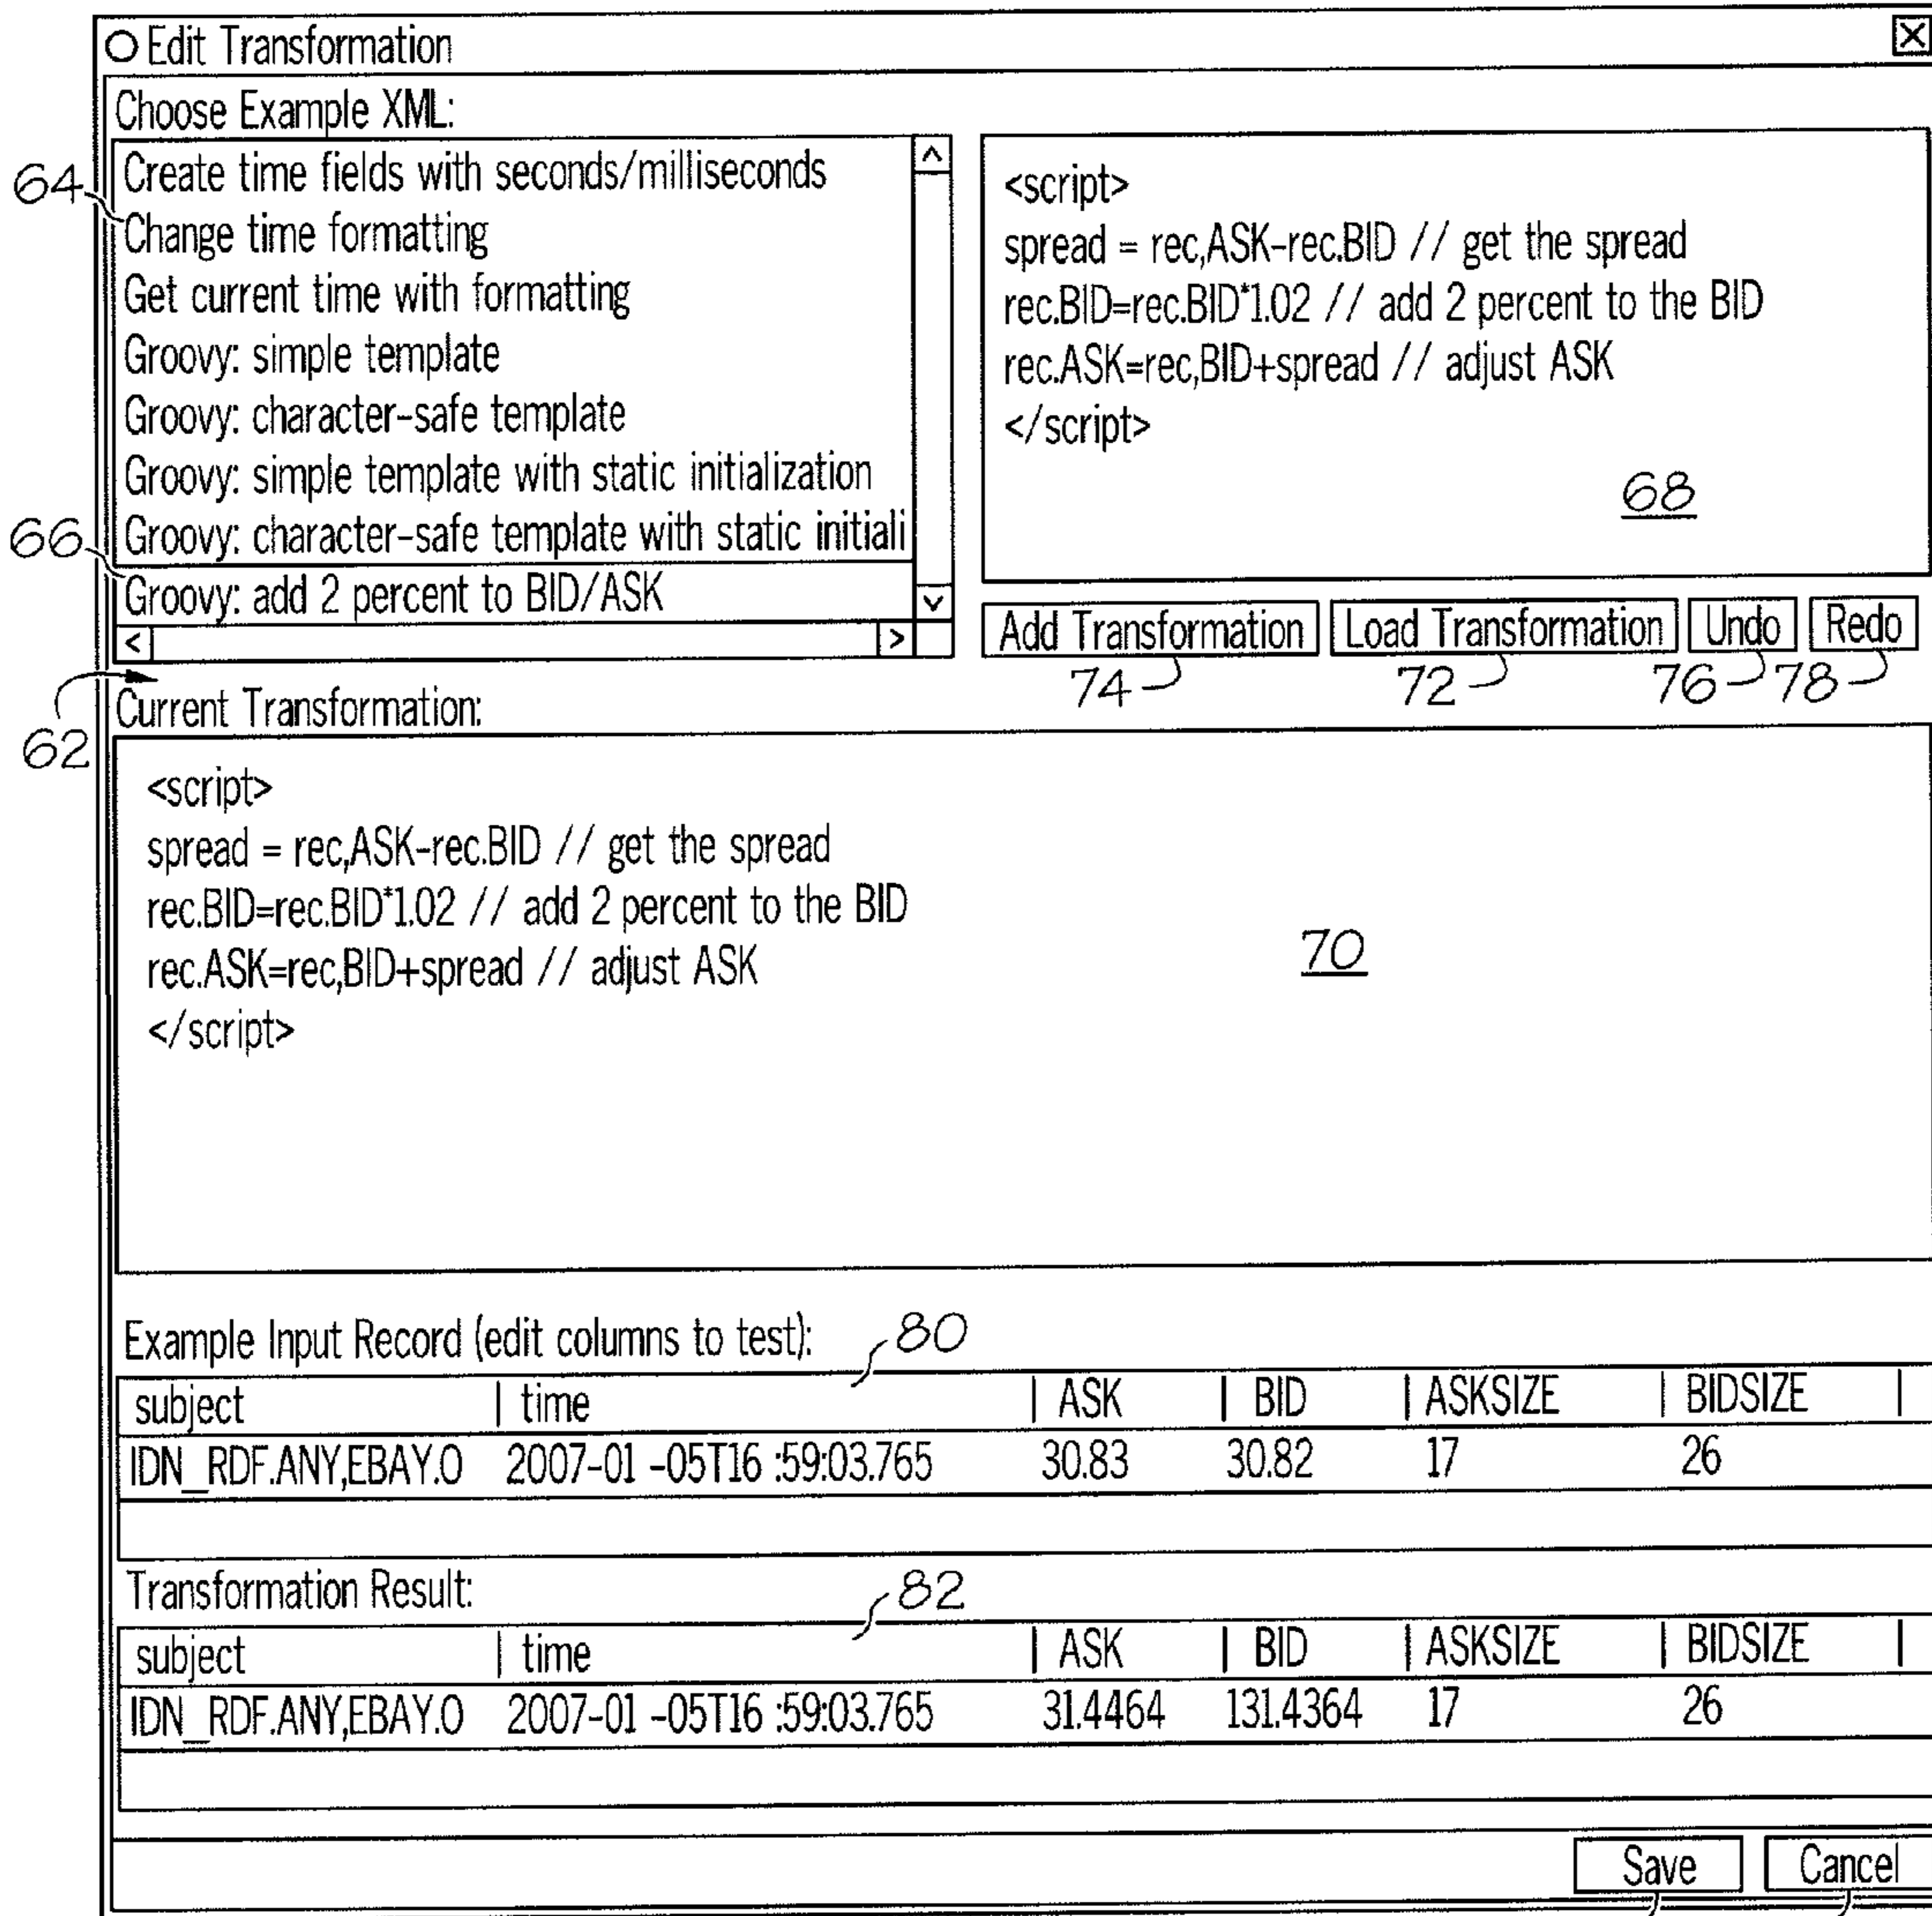 Edit Transformation
Choose Example XML:
64
Create time fields with seconds/milliseconds
Change time formatting
Get current time with formatting
Groovy: simple template
Groovy: character-safe template
Groovy: simple template with static initialization
66
Groovy: character-safe template with static initiali
Groovy: add 2 percent to BID/ASK
<script>
spread = rec,ASK-rec.BID // get the spread
rec.BID=rec.BID*1.02 // add 2 percent to the BID
rec.ASK=rec,BID+spread // adjust ASK
</script>
68
Add Transformation Load Transformation Undo Redo
74 72 76 78
62
Current Transformation:
<script>
spread = rec,ASK-rec.BID // get the spread
rec.BID=rec.BID*1.02 // add 2 percent to the BID
rec.ASK=rec,BID+spread // adjust ASK
</script>
70
Example Input Record (edit columns to test): 80
subject | time | ASK | BID | ASKSIZE | BIDSIZE |
IDN_RDF.ANY,EBAY.O 2007-01 -05T16 :59:03.765 30.83 30.82 17 26
Transformation Result: 82
subject | time | ASK | BID | ASKSIZE | BIDSIZE |
IDN_RDF.ANY,EBAY.O 2007-01 -05T16 :59:03.765 31.4464 131.4364 17 26
Save Cancel